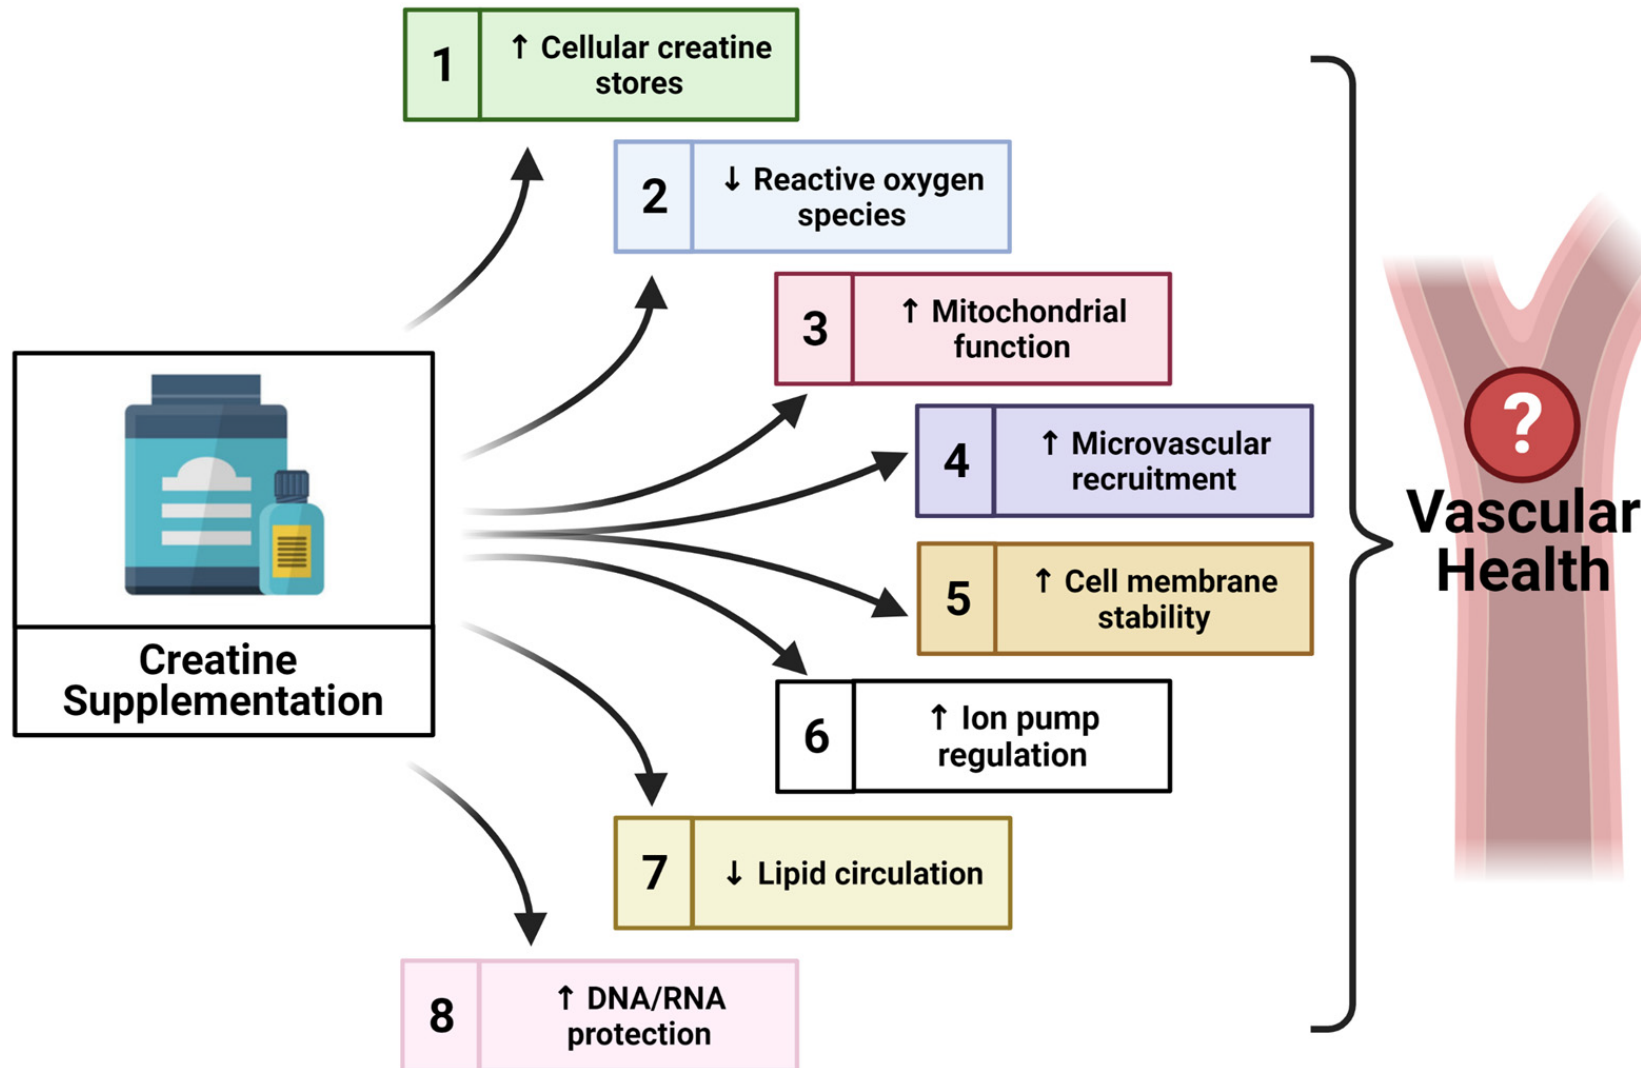 1
↑ Cellular creatine
stores
2
↓ Reactive oxygen
species
3
↑ Mitochondrial
function
4
↑ Microvascular
recruitment
5
↑ Cell membrane
stability
6
↑ Ion pump
regulation
7
↓ Lipid circulation
8
↑ DNA/RNA
protection
Creatine
Supplementation
?
Vascular
Health